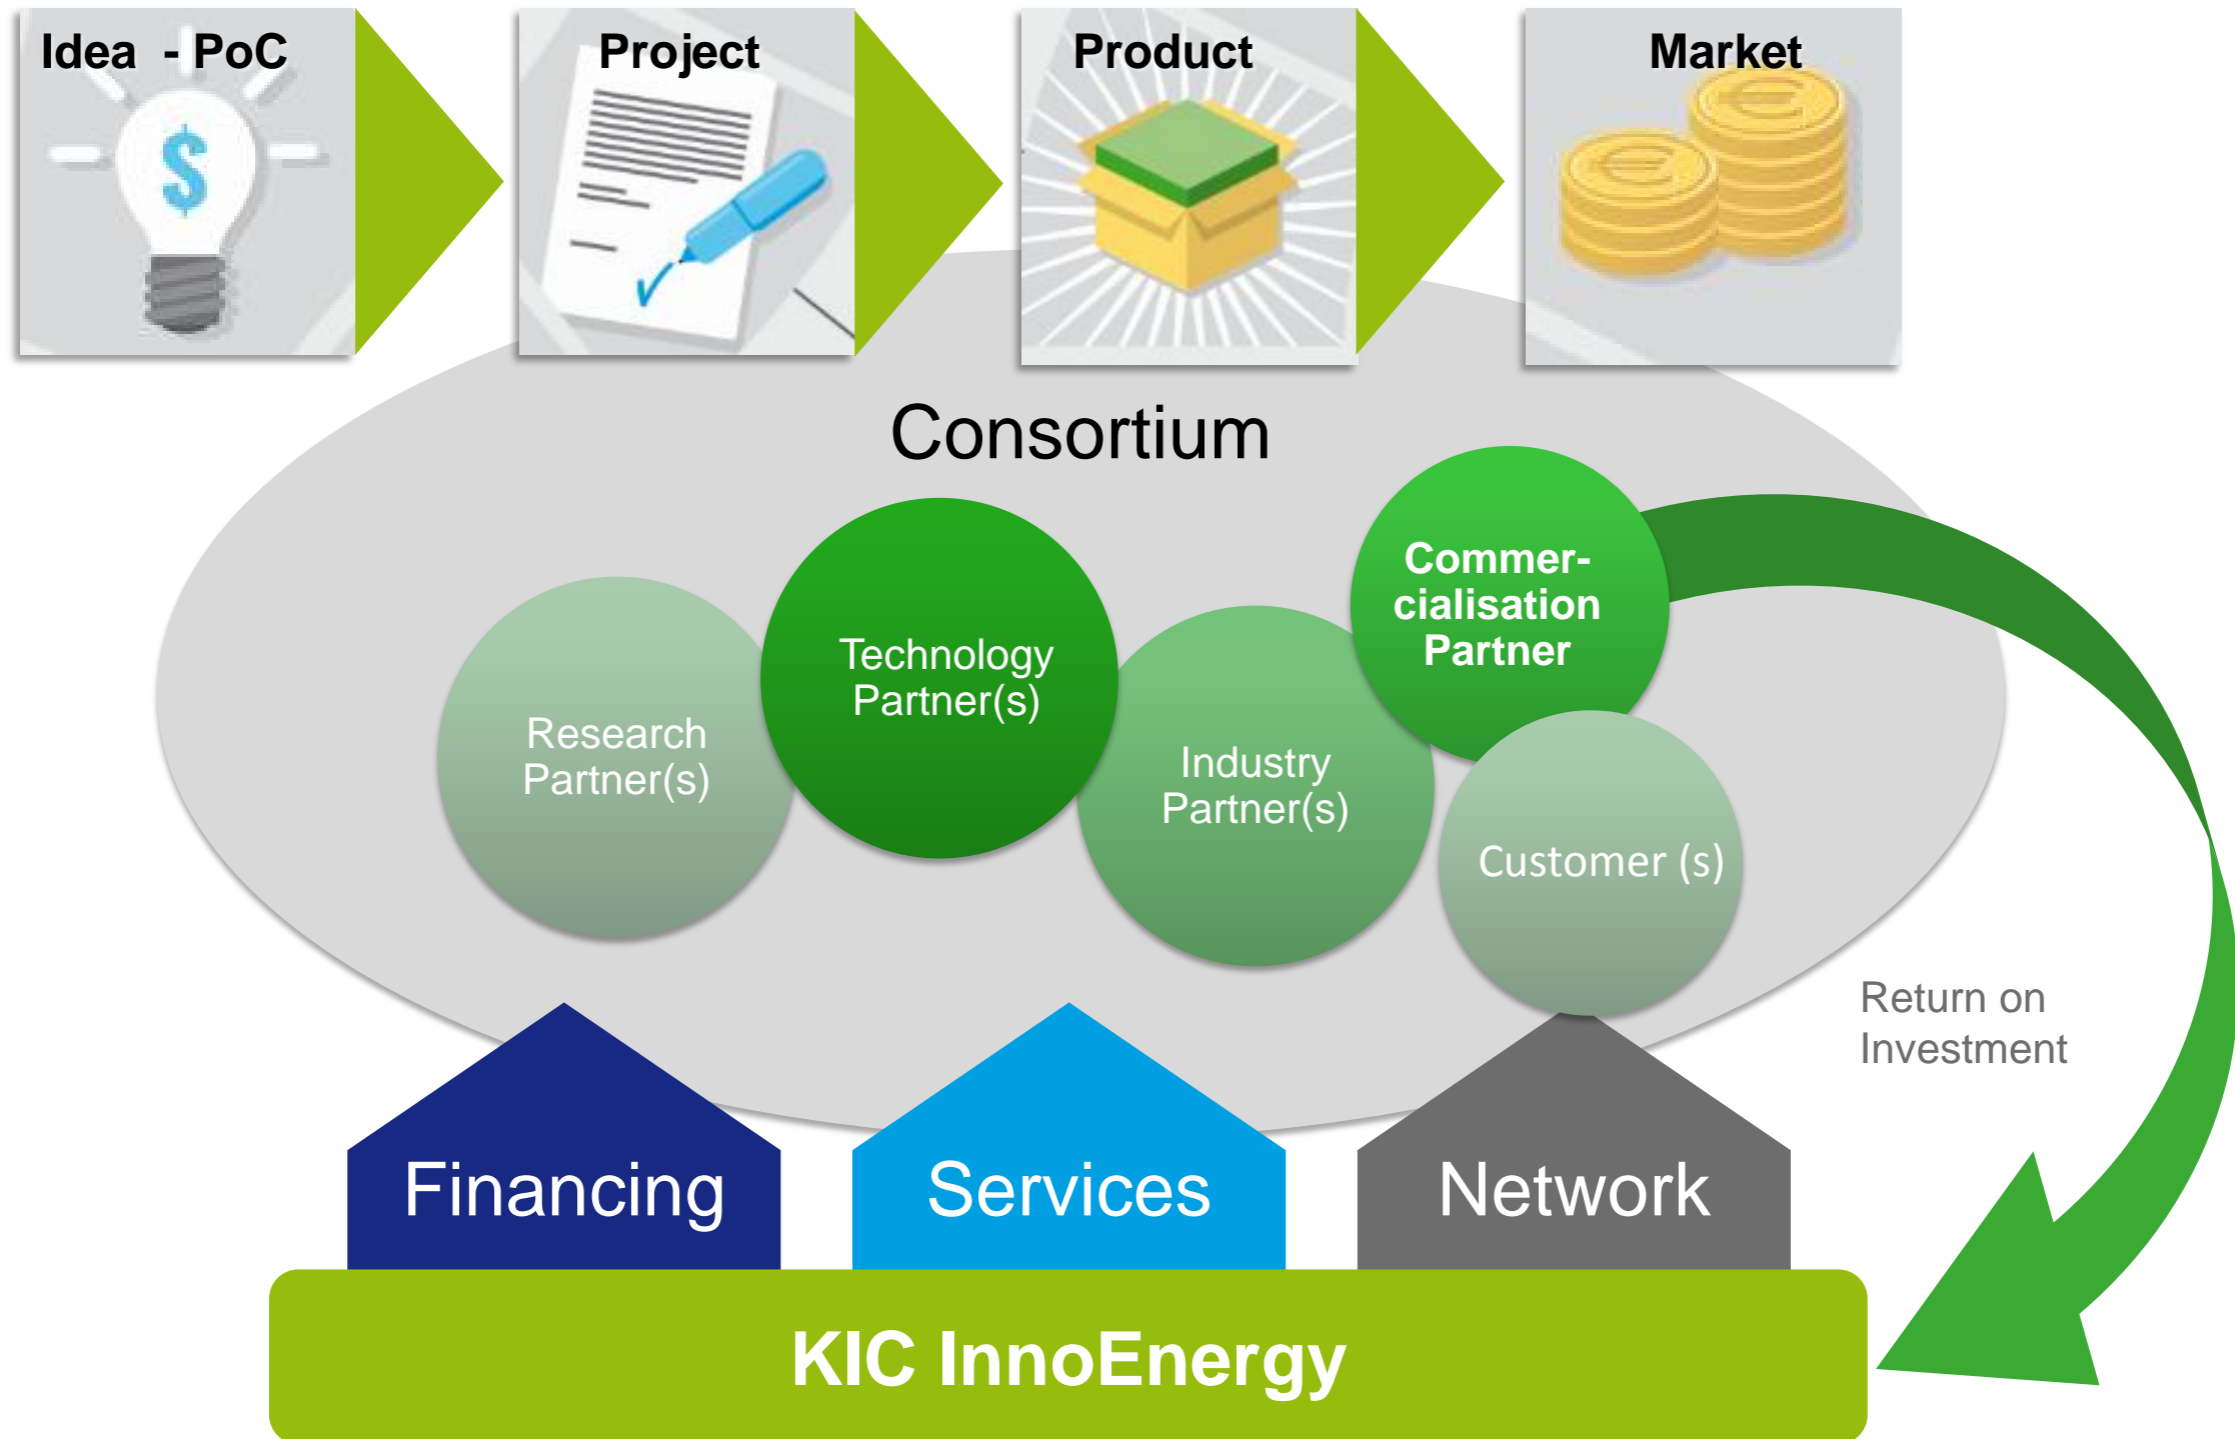 Idea - PoC
Project
Product
Market
Consortium
Commer-
cialisation
Partner
Technology
Partner(s)
Research
Partner(s)
Industry
Partner(s)
Customer (s)
Return on
Investment
Financing
Services
Network
KIC InnoEnergy